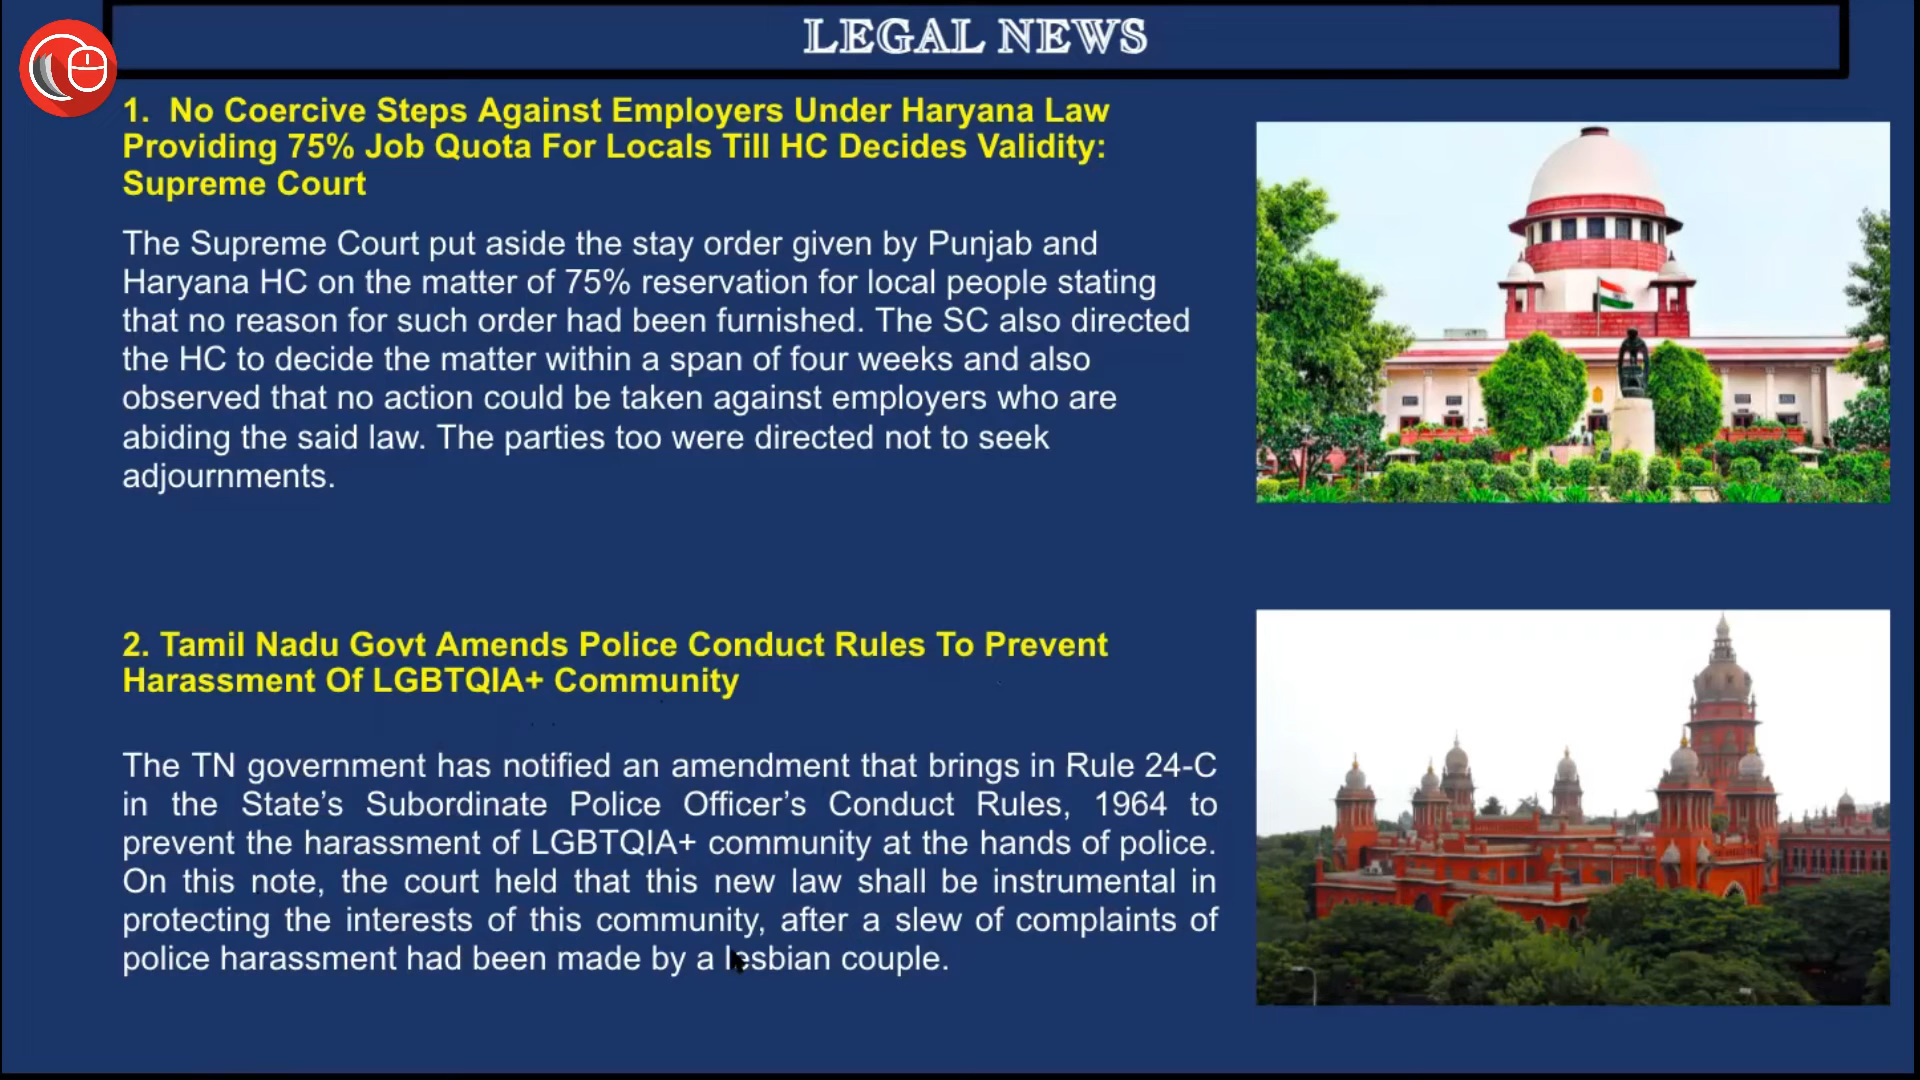 LEGAL NEWS
1. No Coercive Steps Against Employers Under Haryana Law
Providing 75% Job Quota For Locals Till HC Decides Validity:
Supreme Court
The Supreme Court put aside the stay order given by Punjab and
Haryana HC on the matter of 75% reservation for local people stating
that no reason for such order had been furnished. The SC also directed
the HC to decide the matter within a span of four weeks and also
observed that no action could be taken against employers who are
abiding the said law. The parties too were directed not to seek
adjournments.
2. Tamil Nadu Govt Amends Police Conduct Rules To Prevent
Harassment Of LGBTQIA+ Community
The TN government has notified an amendment that brings in Rule 24-C
in the State’s Subordinate Police Officer’s Conduct Rules, 1964 to
prevent the harassment of LGBTQIA+ community at the hands of police.
On this note, the court held that this new law shall be instrumental in
protecting the interests of this community, after a slew of complaints of
police harassment had been made by a lesbian couple.